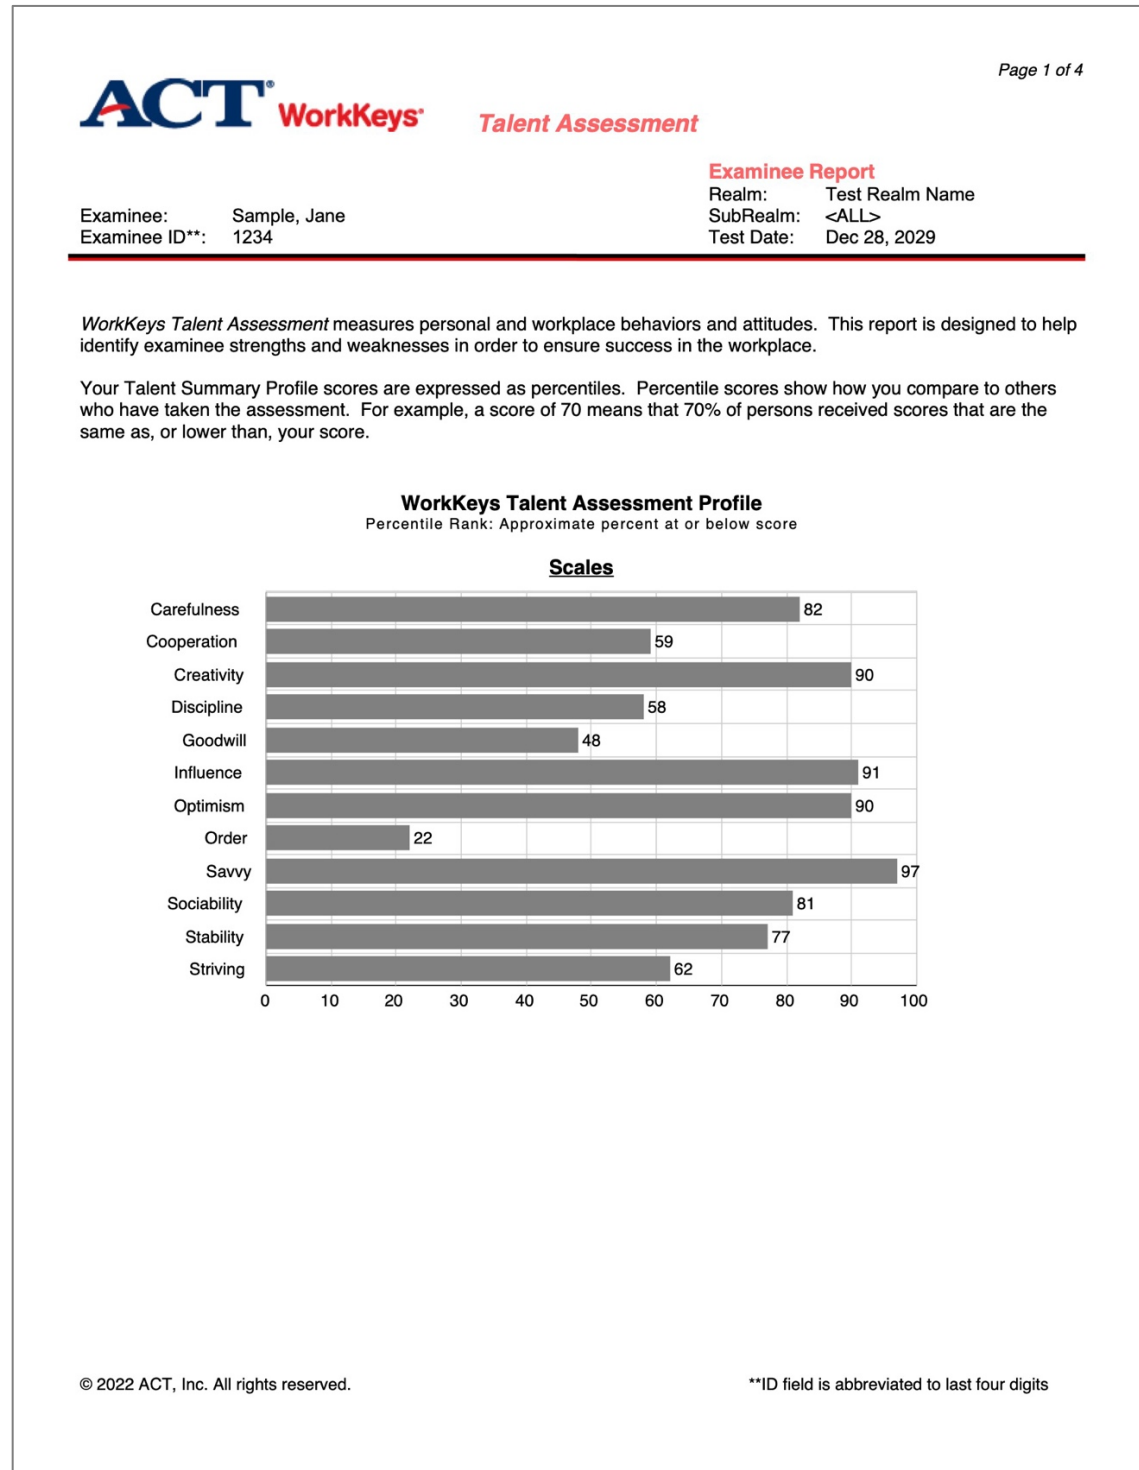 Page 1 of 4
ACT® WorkKeys® Talent Assessment
Examinee Report
Realm: Test Realm Name
Examinee: Sample, Jane SubRealm: <ALL>
Examinee ID**: 1234 Test Date: Dec 28, 2029
WorkKeys Talent Assessment measures personal and workplace behaviors and attitudes. This report is designed to help
identify examinee strengths and weaknesses in order to ensure success in the workplace.
Your Talent Summary Profile scores are expressed as percentiles. Percentile scores show how you compare to others
who have taken the assessment. For example, a score of 70 means that 70% of persons received scores that are the
same as, or lower than, your score.
WorkKeys Talent Assessment Profile
Percentile Rank: Approximate percent at or below score
Scales
Carefulness 82
Cooperation 59
Creativity 90
Discipline 58
Goodwill 48
Influence 91
Optimism 90
Order 22
Savvy 97
Sociability 81
Stability 77
Striving 62
0 10 20 30 40 50 60 70 80 90 100
© 2022 ACT, Inc. All rights reserved. **ID field is abbreviated to last four digits